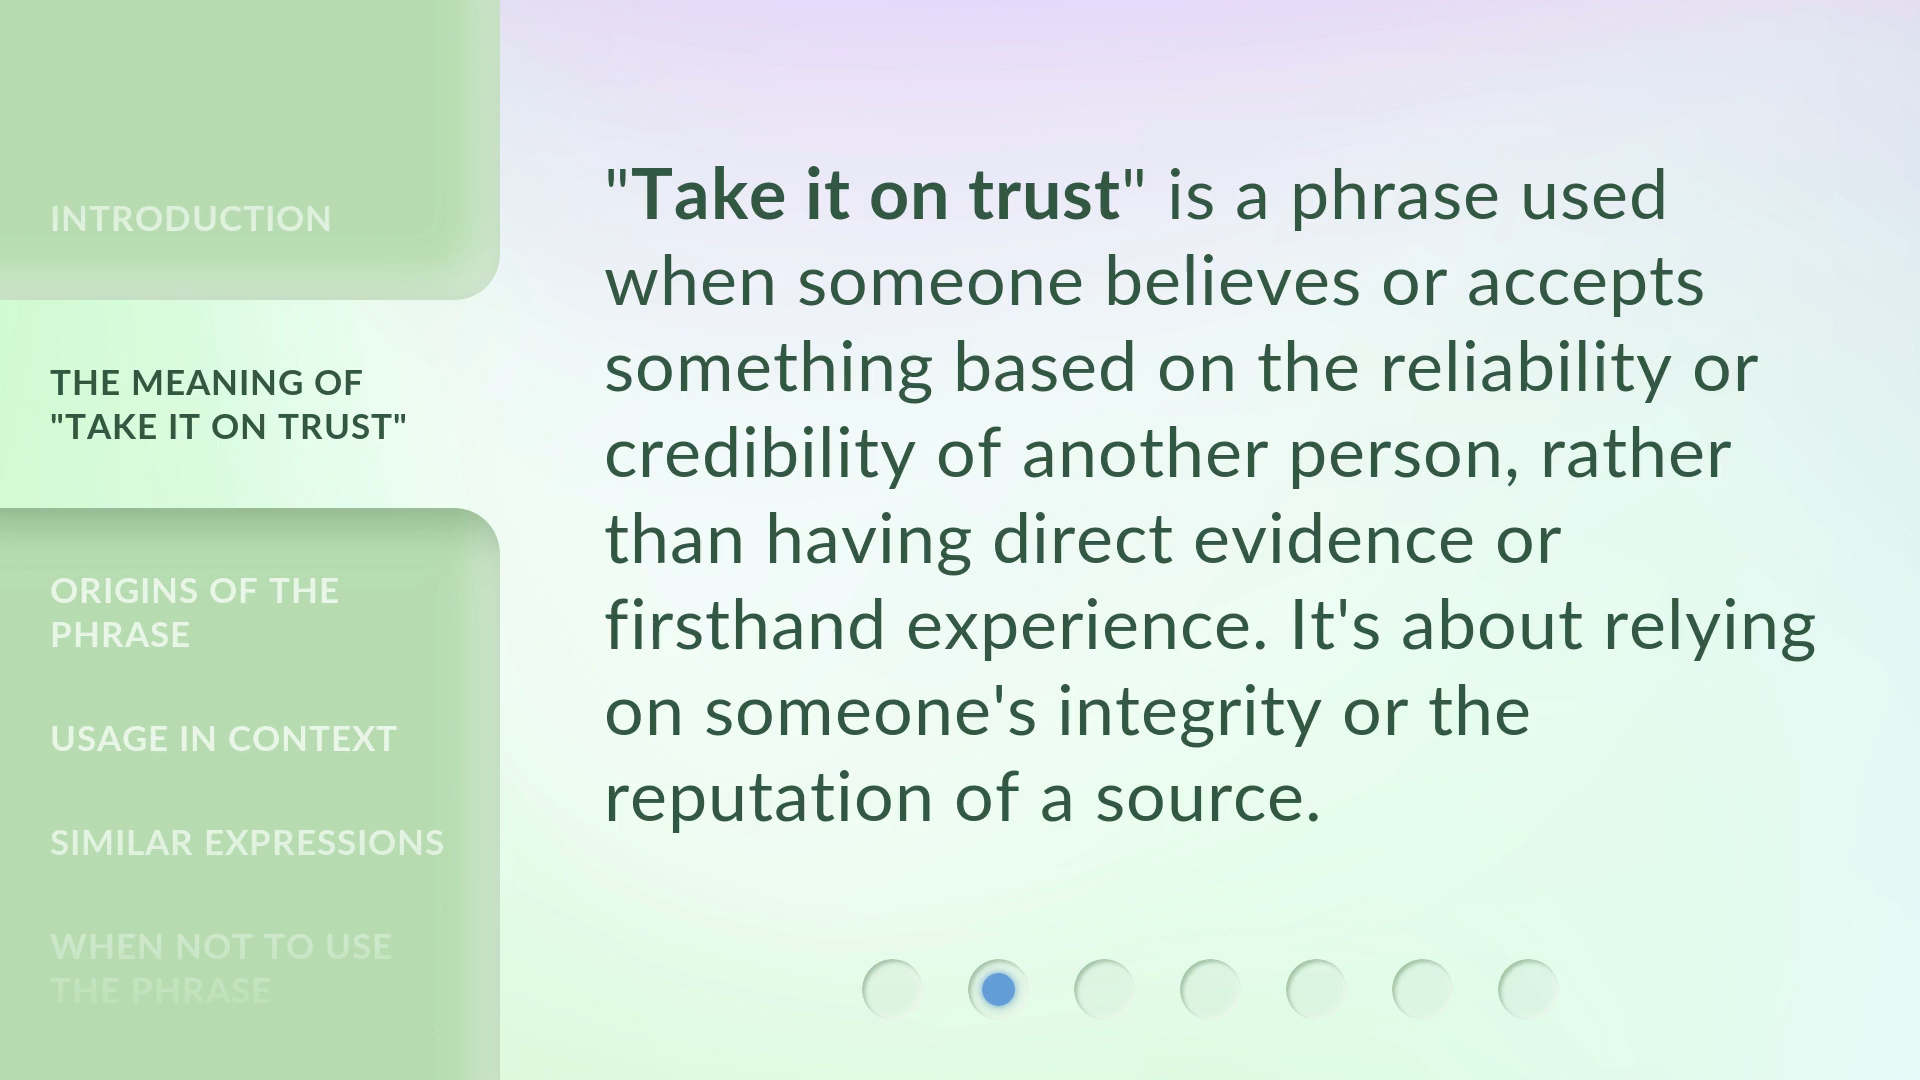 INTRODUCTION
THE MEANING OF
"TAKE IT ON TRUST"
ORIGINS OF THE
PHRASE
USAGE IN CONTEXT
SIMILAR EXPRESSIONS
WHEN NOT TO USE
THE PHRASE
"Take it on trust" is a phrase used
when someone believes or accepts
something based on the reliability or
credibility of another person, rather
than having direct evidence or
firsthand experience. It's about relying
on someone's integrity or the
reputation of a source.